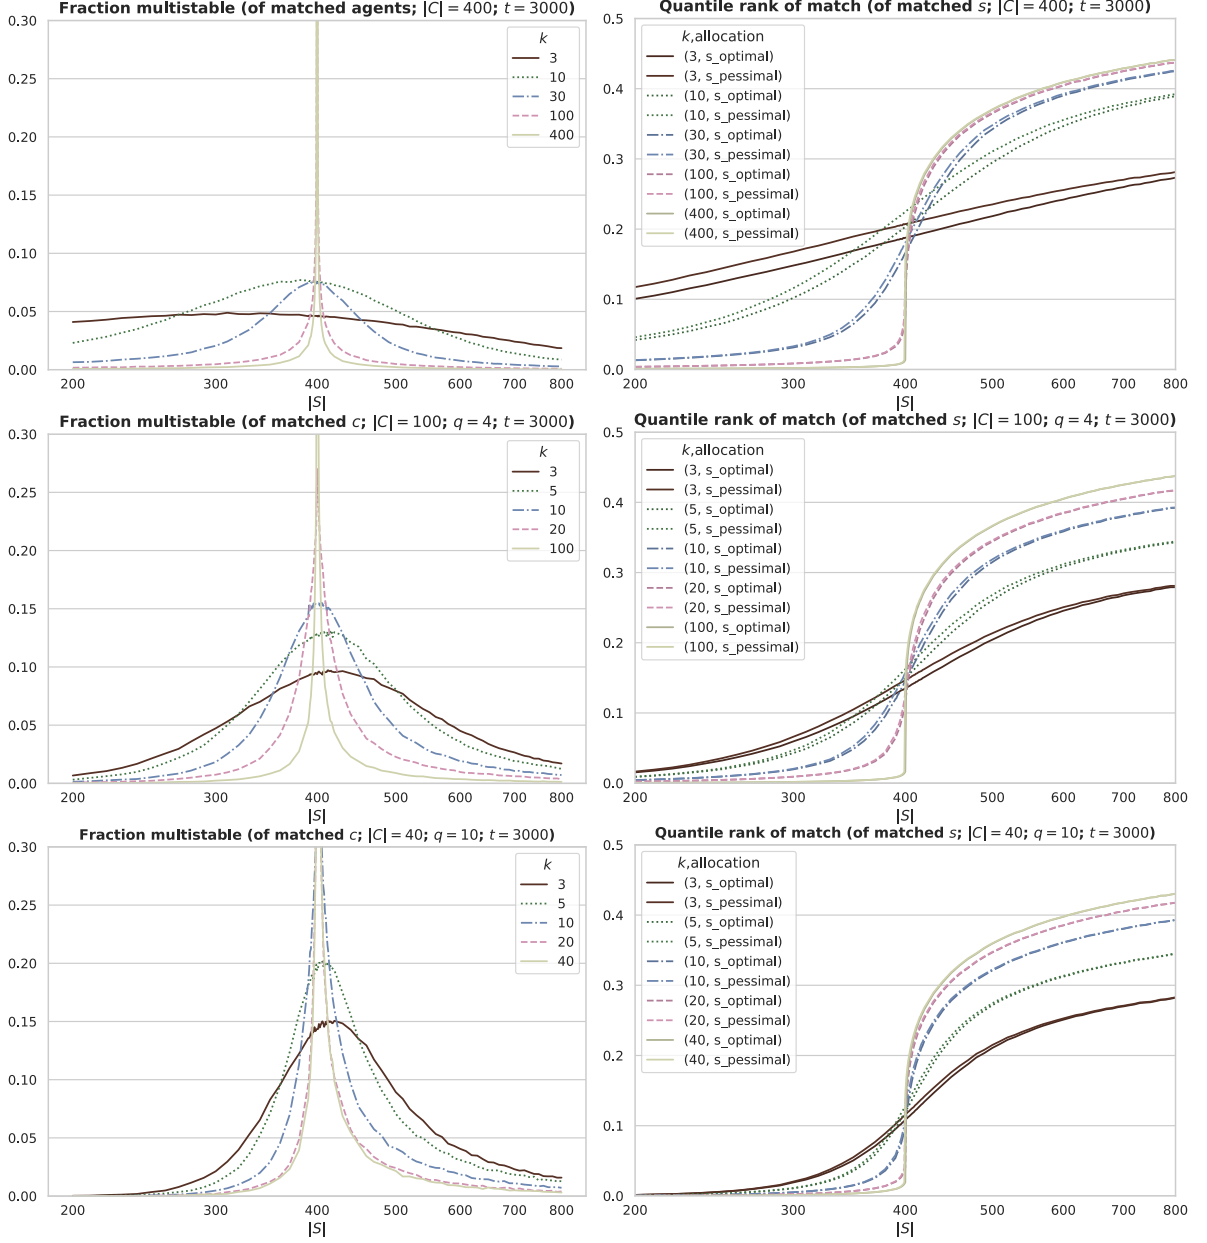 Fraction multistable (of matched agents; |C| = 400; t = 3000)
0.30
0.25
0.20
0.15
0.10
0.05
0.00
k
3
10
30
100
400
200
300
400
500
600
700
800
|S|
Quantile rank of match (of matched s; |C| = 400; t = 3000)
0.5
0.4
0.3
0.2
0.1
0.0
k,allocation
(3, s_optimal)
(3, s_pessimal)
(10, s_optimal)
(10, s_pessimal)
(30, s_optimal)
(30, s_pessimal)
(100, s_optimal)
(100, s_pessimal)
(400, s_optimal)
(400, s_pessimal)
200
300
400
500
600
700
800
|S|
Fraction multistable (of matched c; |C| = 100; q = 4; t = 3000)
0.30
0.25
0.20
0.15
0.10
0.05
0.00
k
3
5
10
20
100
200
300
400
500
600
700
800
|S|
Quantile rank of match (of matched s; |C| = 100; q = 4; t = 3000)
0.5
0.4
0.3
0.2
0.1
0.0
k,allocation
(3, s_optimal)
(3, s_pessimal)
(5, s_optimal)
(5, s_pessimal)
(10, s_optimal)
(10, s_pessimal)
(20, s_optimal)
(20, s_pessimal)
(100, s_optimal)
(100, s_pessimal)
200
300
400
500
600
700
800
|S|
Fraction multistable (of matched c; |C| = 40; q = 10; t = 3000)
0.30
0.25
0.20
0.15
0.10
0.05
0.00
k
3
5
10
20
40
200
300
400
500
600
700
800
|S|
Quantile rank of match (of matched s; |C| = 40; q = 10; t = 3000)
0.5
0.4
0.3
0.2
0.1
0.0
k,allocation
(3, s_optimal)
(3, s_pessimal)
(5, s_optimal)
(5, s_pessimal)
(10, s_optimal)
(10, s_pessimal)
(20, s_optimal)
(20, s_pessimal)
(40, s_optimal)
(40, s_pessimal)
200
300
400
500
600
700
800
|S|